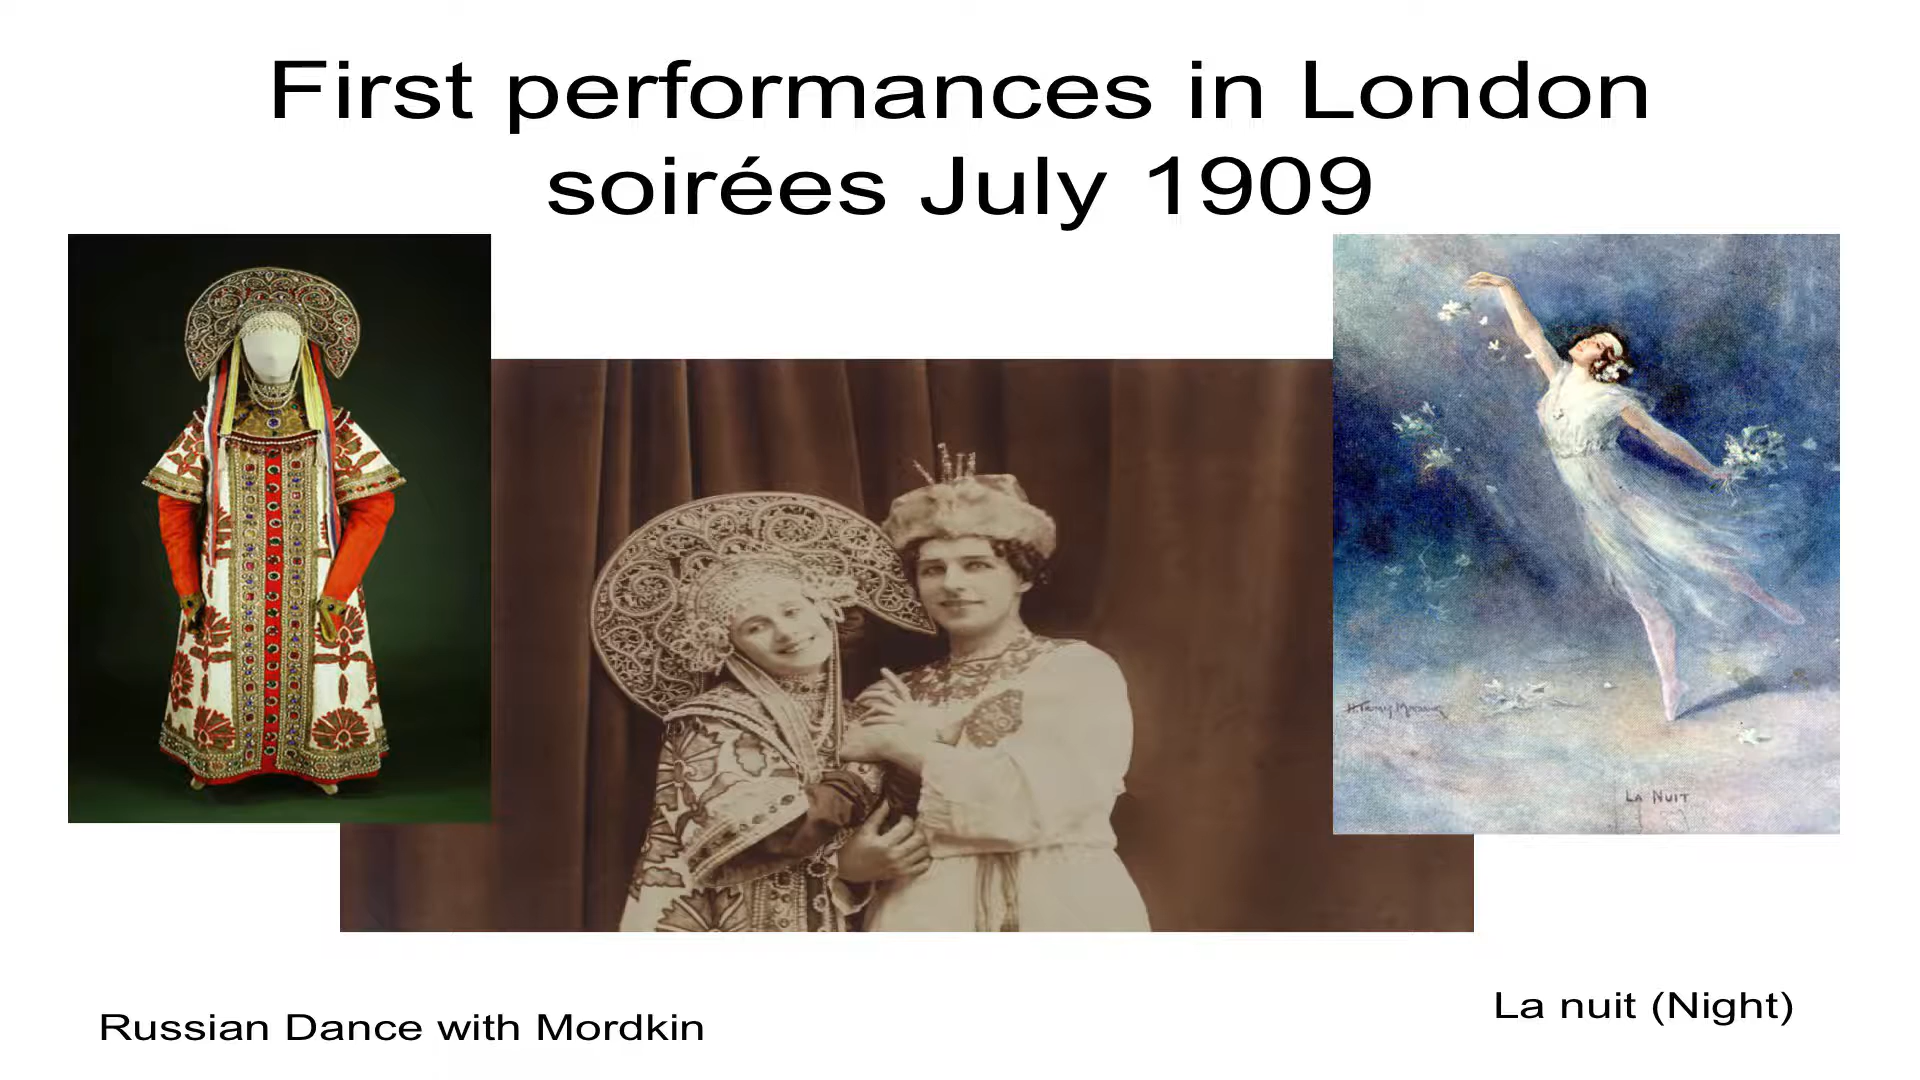 First performances in London
soirées July 1909
LA NUIT
Russian Dance with Mordkin
La nuit (Night)